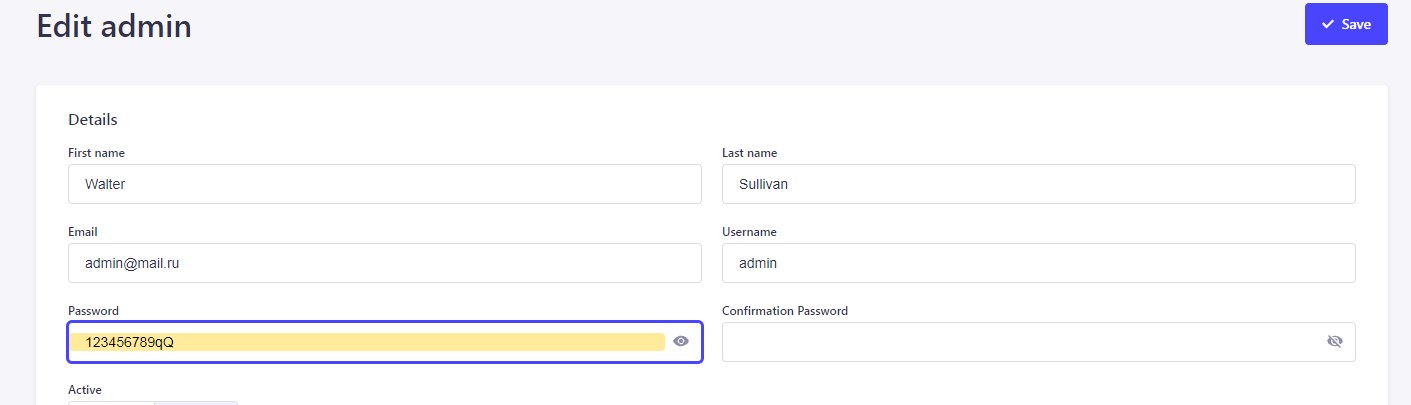 Edit admin
Save
Details
First name
Last name
Walter
Sullivan
Email
Username
admin@mail.ru
admin
Password
Confirmation Password
123456789qQ
Active